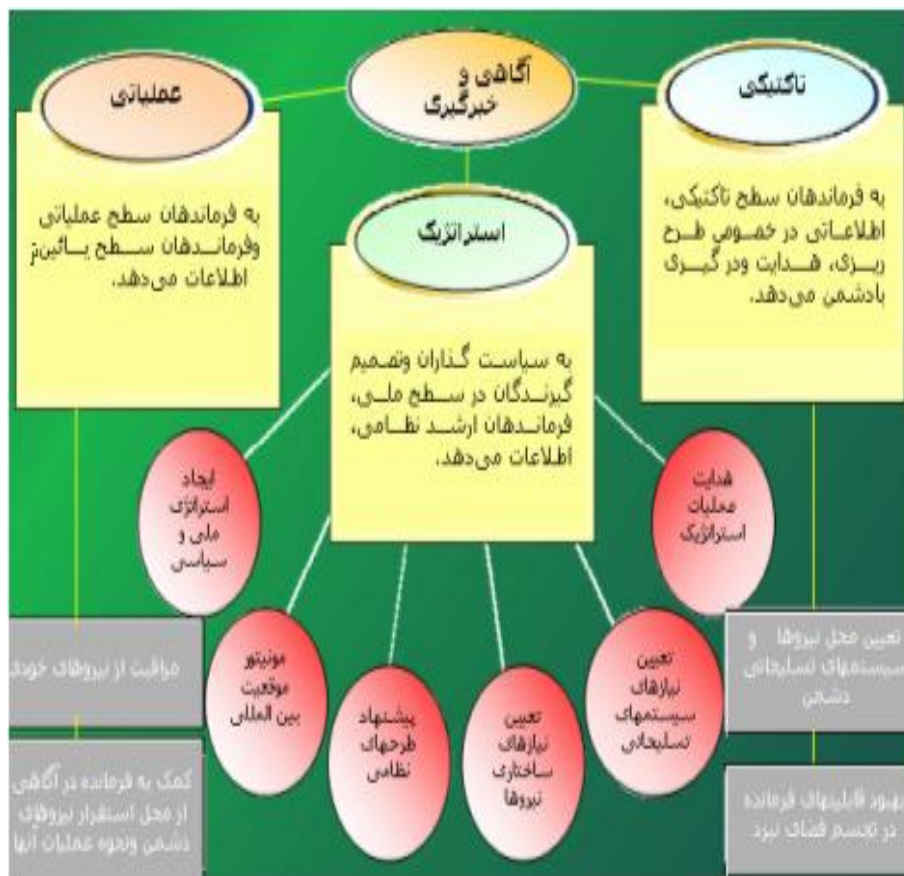 آگاهی و
خبرگیری
تاکتیکی
به فرماندهان سطح تاکتیکی،
اطلاعاتی در خصوص طرح
ریزی، هدایت ودر گیری
بادشمن می‌دهد.
تعیین محل نیروها و
سیستمهای تسلیحاتی
دشمن
بهبود قابلیتهای فرمانده
در تجسم فضای نبرد
استراتژیک
به سیاست گذاران وتصمیم
گیرندگان در سطح ملی،
فرماندهان ارشد نظامی،
اطلاعات می‌دهد.
هدایت
عملیات
استراتژیک
تعیین
نیازهای
سیستمهای
تسلیحاتی
تعیین
نیازهای
ساختاری
نیروها
پیشنهاد
طرحهای
نظامی
مونیتور
موقعیت
بین المللی
ایجاد
استراتژی
ملی و
سیاسی
عملیاتی
به فرماندهان سطح عملیاتی
وفرماندهان سطح پائین‌تر
اطلاعات می‌دهد.
مراقبت از نیروهای خودی
کمک به فرمانده در آگاهی
از محل استقرار نیروهای
دشمن ونحوه عملیات آنها